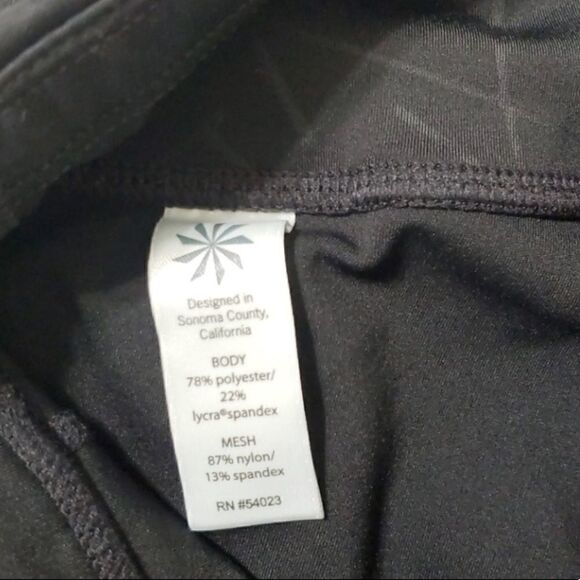 Designed in
Sonoma County,
California
BODY
78% polyester/
22%
lycra®spandex
MESH
87% nylon/
13% spandex
RN #54023